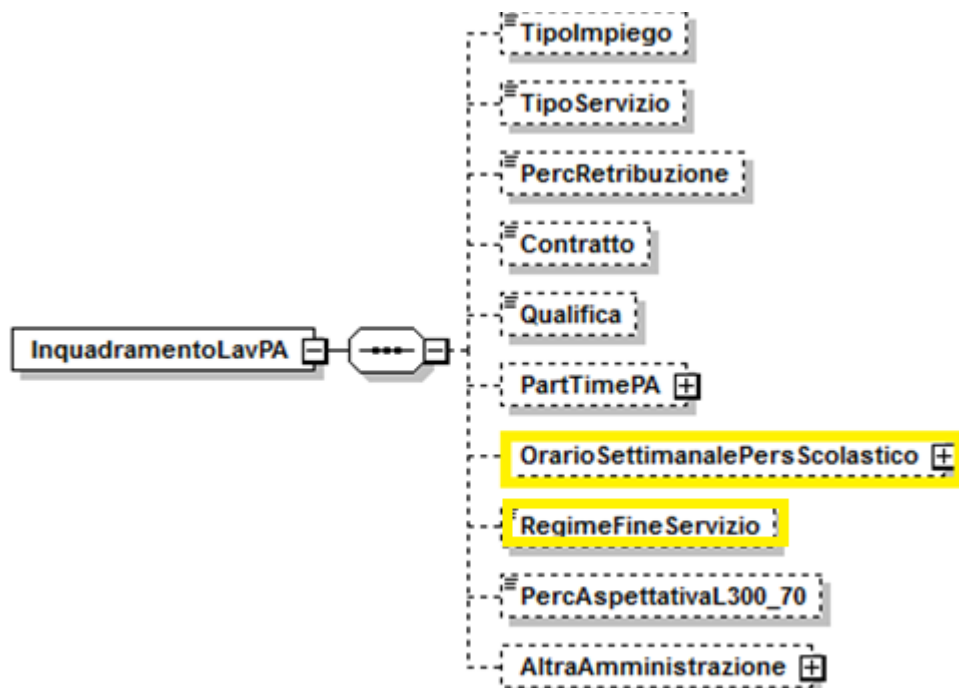 TipoImpiego
TipoServizio
PercRetribuzione
Contratto
Qualifica
InquadramentoLavPA
PartTimePA
OrarioSettimanalePersScolastico
RegimeFineServizio
PercAspettativaL300_70
AltraAmministrazione